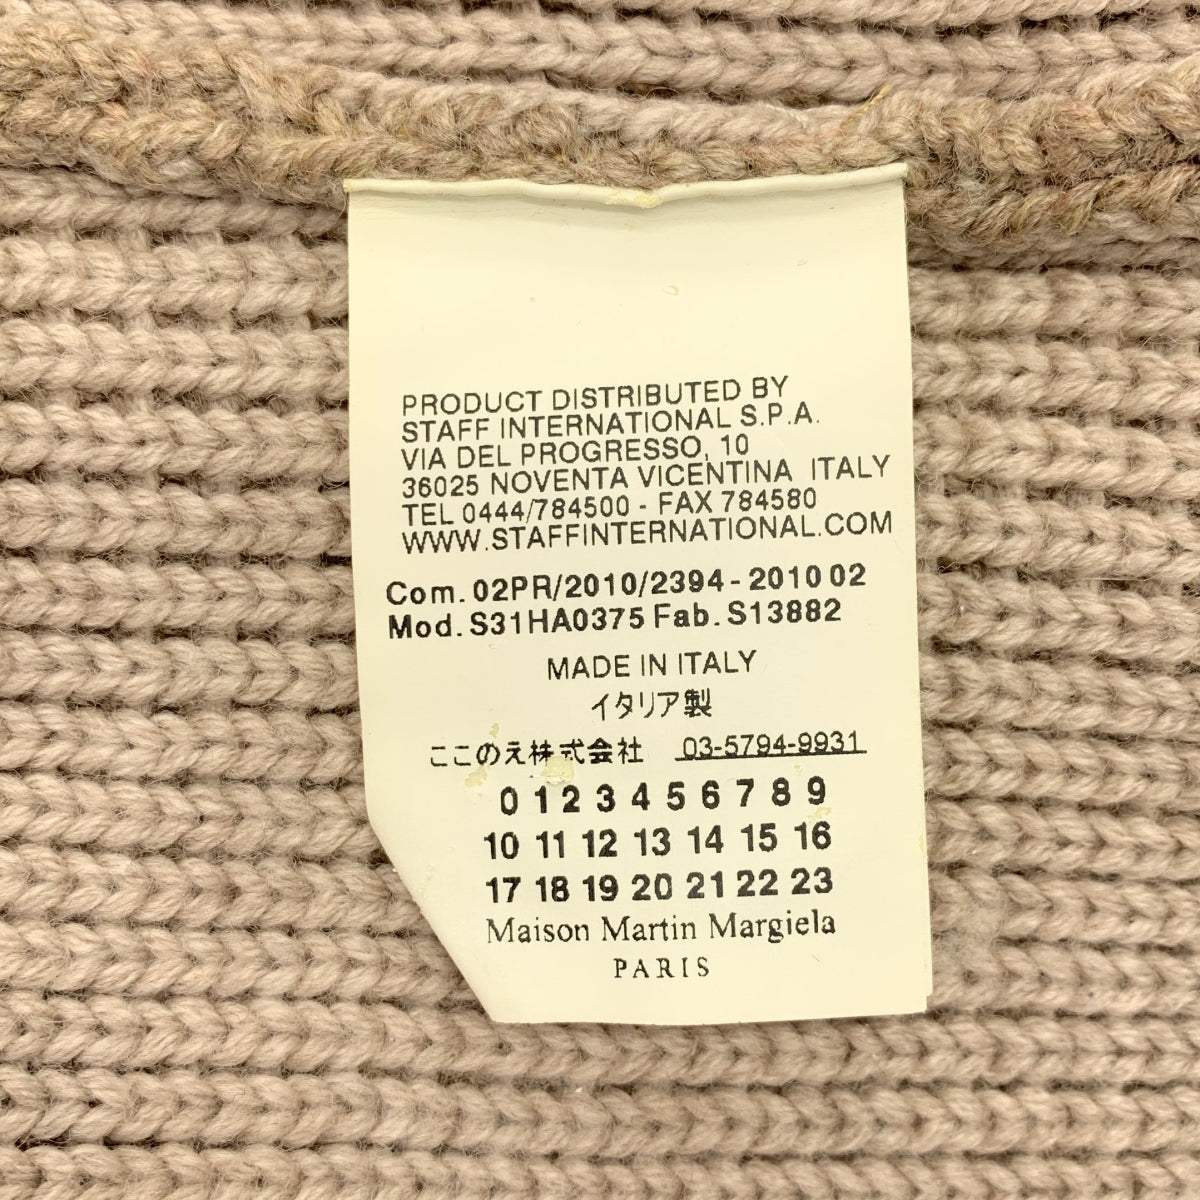 PRODUCT DISTRIBUTED BY
STAFF INTERNATIONAL S.P.A.
VIA DEL PROGRESSO, 10
36025 NOVENTA VICENTINA ITALY
TEL 0444/784500 - FAX 784580
WWW.STAFFINTERNATIONAL.COM
Com. 02PR/2010/2394 - 2010 02
Mod. S31HA0375 Fab. S13882
MADE IN ITALY
イタリア製
ここのえ株式会社 03-5794-9931
0 1 2 3 4 5 6 7 8 9
10 11 12 13 14 15 16
17 18 19 20 21 22 23
Maison Martin Margiela
PARIS